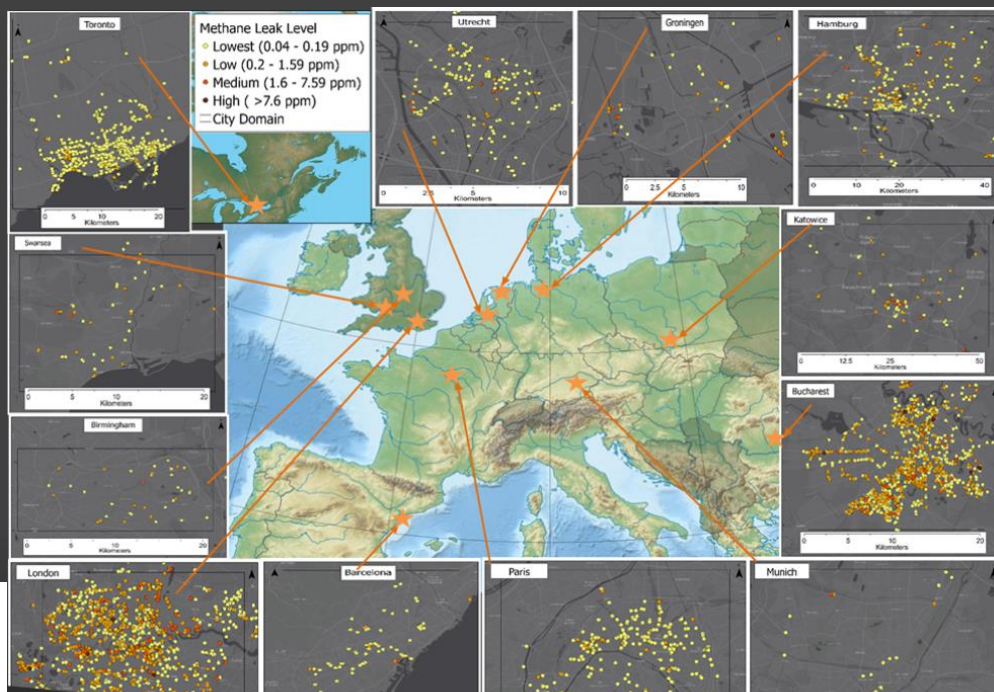 Toronto
0 5 10 20
Kilometers
Methane Leak Level
Lowest (0.04 - 0.19 ppm)
Low (0.2 - 1.59 ppm)
Medium (1.6 - 7.59 ppm)
High ( >7.6 ppm)
City Domain
Utrecht
0 2.5 5 10
Kilometers
Groningen
0 2.5 5 10
Kilometers
Hamburg
0 10 20 40
Kilometers
Swansea
0 5 10 20
Kilometers
Katowice
0 12.5 25 50
Kilometers
Birmingham
0 5 10 20
Kilometers
Bucharest
0 5 10 20
Kilometers
London
Barcelona
Paris
Munich